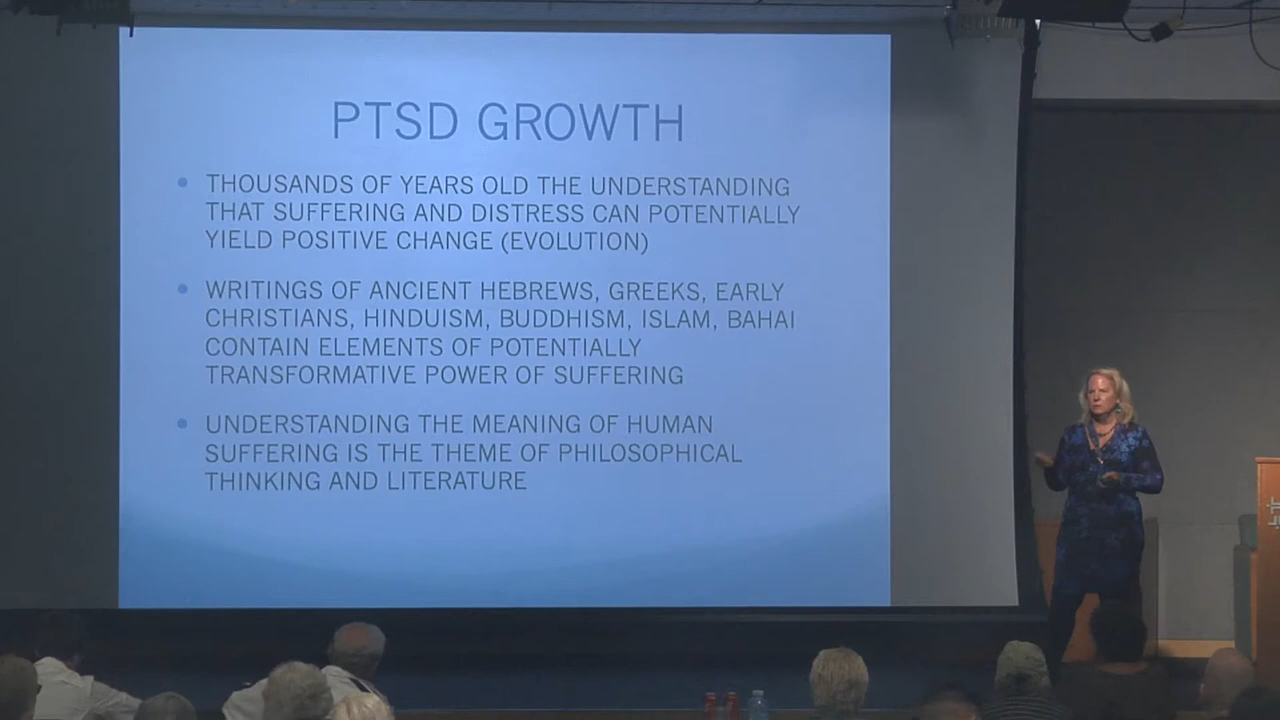 PTSD GROWTH
• THOUSANDS OF YEARS OLD THE UNDERSTANDING
THAT SUFFERING AND DISTRESS CAN POTENTIALLY
YIELD POSITIVE CHANGE (EVOLUTION)
• WRITINGS OF ANCIENT HEBREWS, GREEKS, EARLY
CHRISTIANS, HINDUISM, BUDDHISM, ISLAM, BAHAI
CONTAIN ELEMENTS OF POTENTIALLY
TRANSFORMATIVE POWER OF SUFFERING
• UNDERSTANDING THE MEANING OF HUMAN
SUFFERING IS THE THEME OF PHILOSOPHICAL
THINKING AND LITERATURE